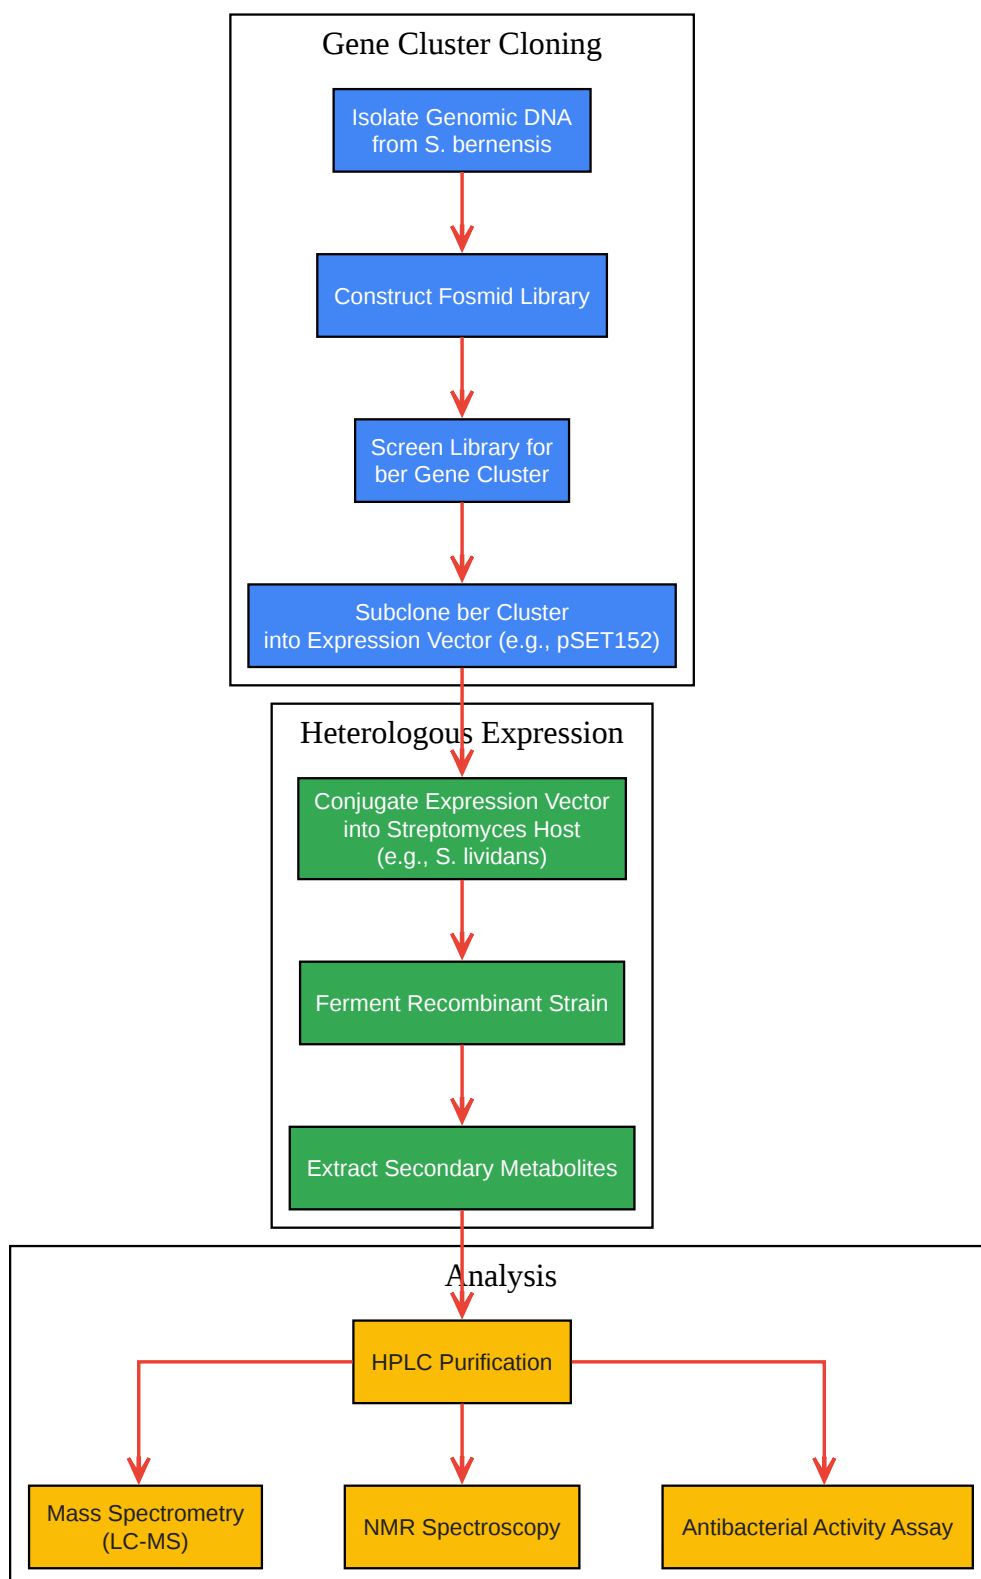 Gene Cluster Cloning
Isolate Genomic DNA
from S. bernensis
Construct Fosmid Library
Screen Library for
ber Gene Cluster
Subclone ber Cluster
into Expression Vector (e.g., pSET152)
Heterologous Expression
Conjugate Expression Vector
into Streptomyces Host
(e.g., S. lividans)
Ferment Recombinant Strain
Extract Secondary Metabolites
Analysis
HPLC Purification
Mass Spectrometry
(LC-MS)
NMR Spectroscopy
Antibacterial Activity Assay